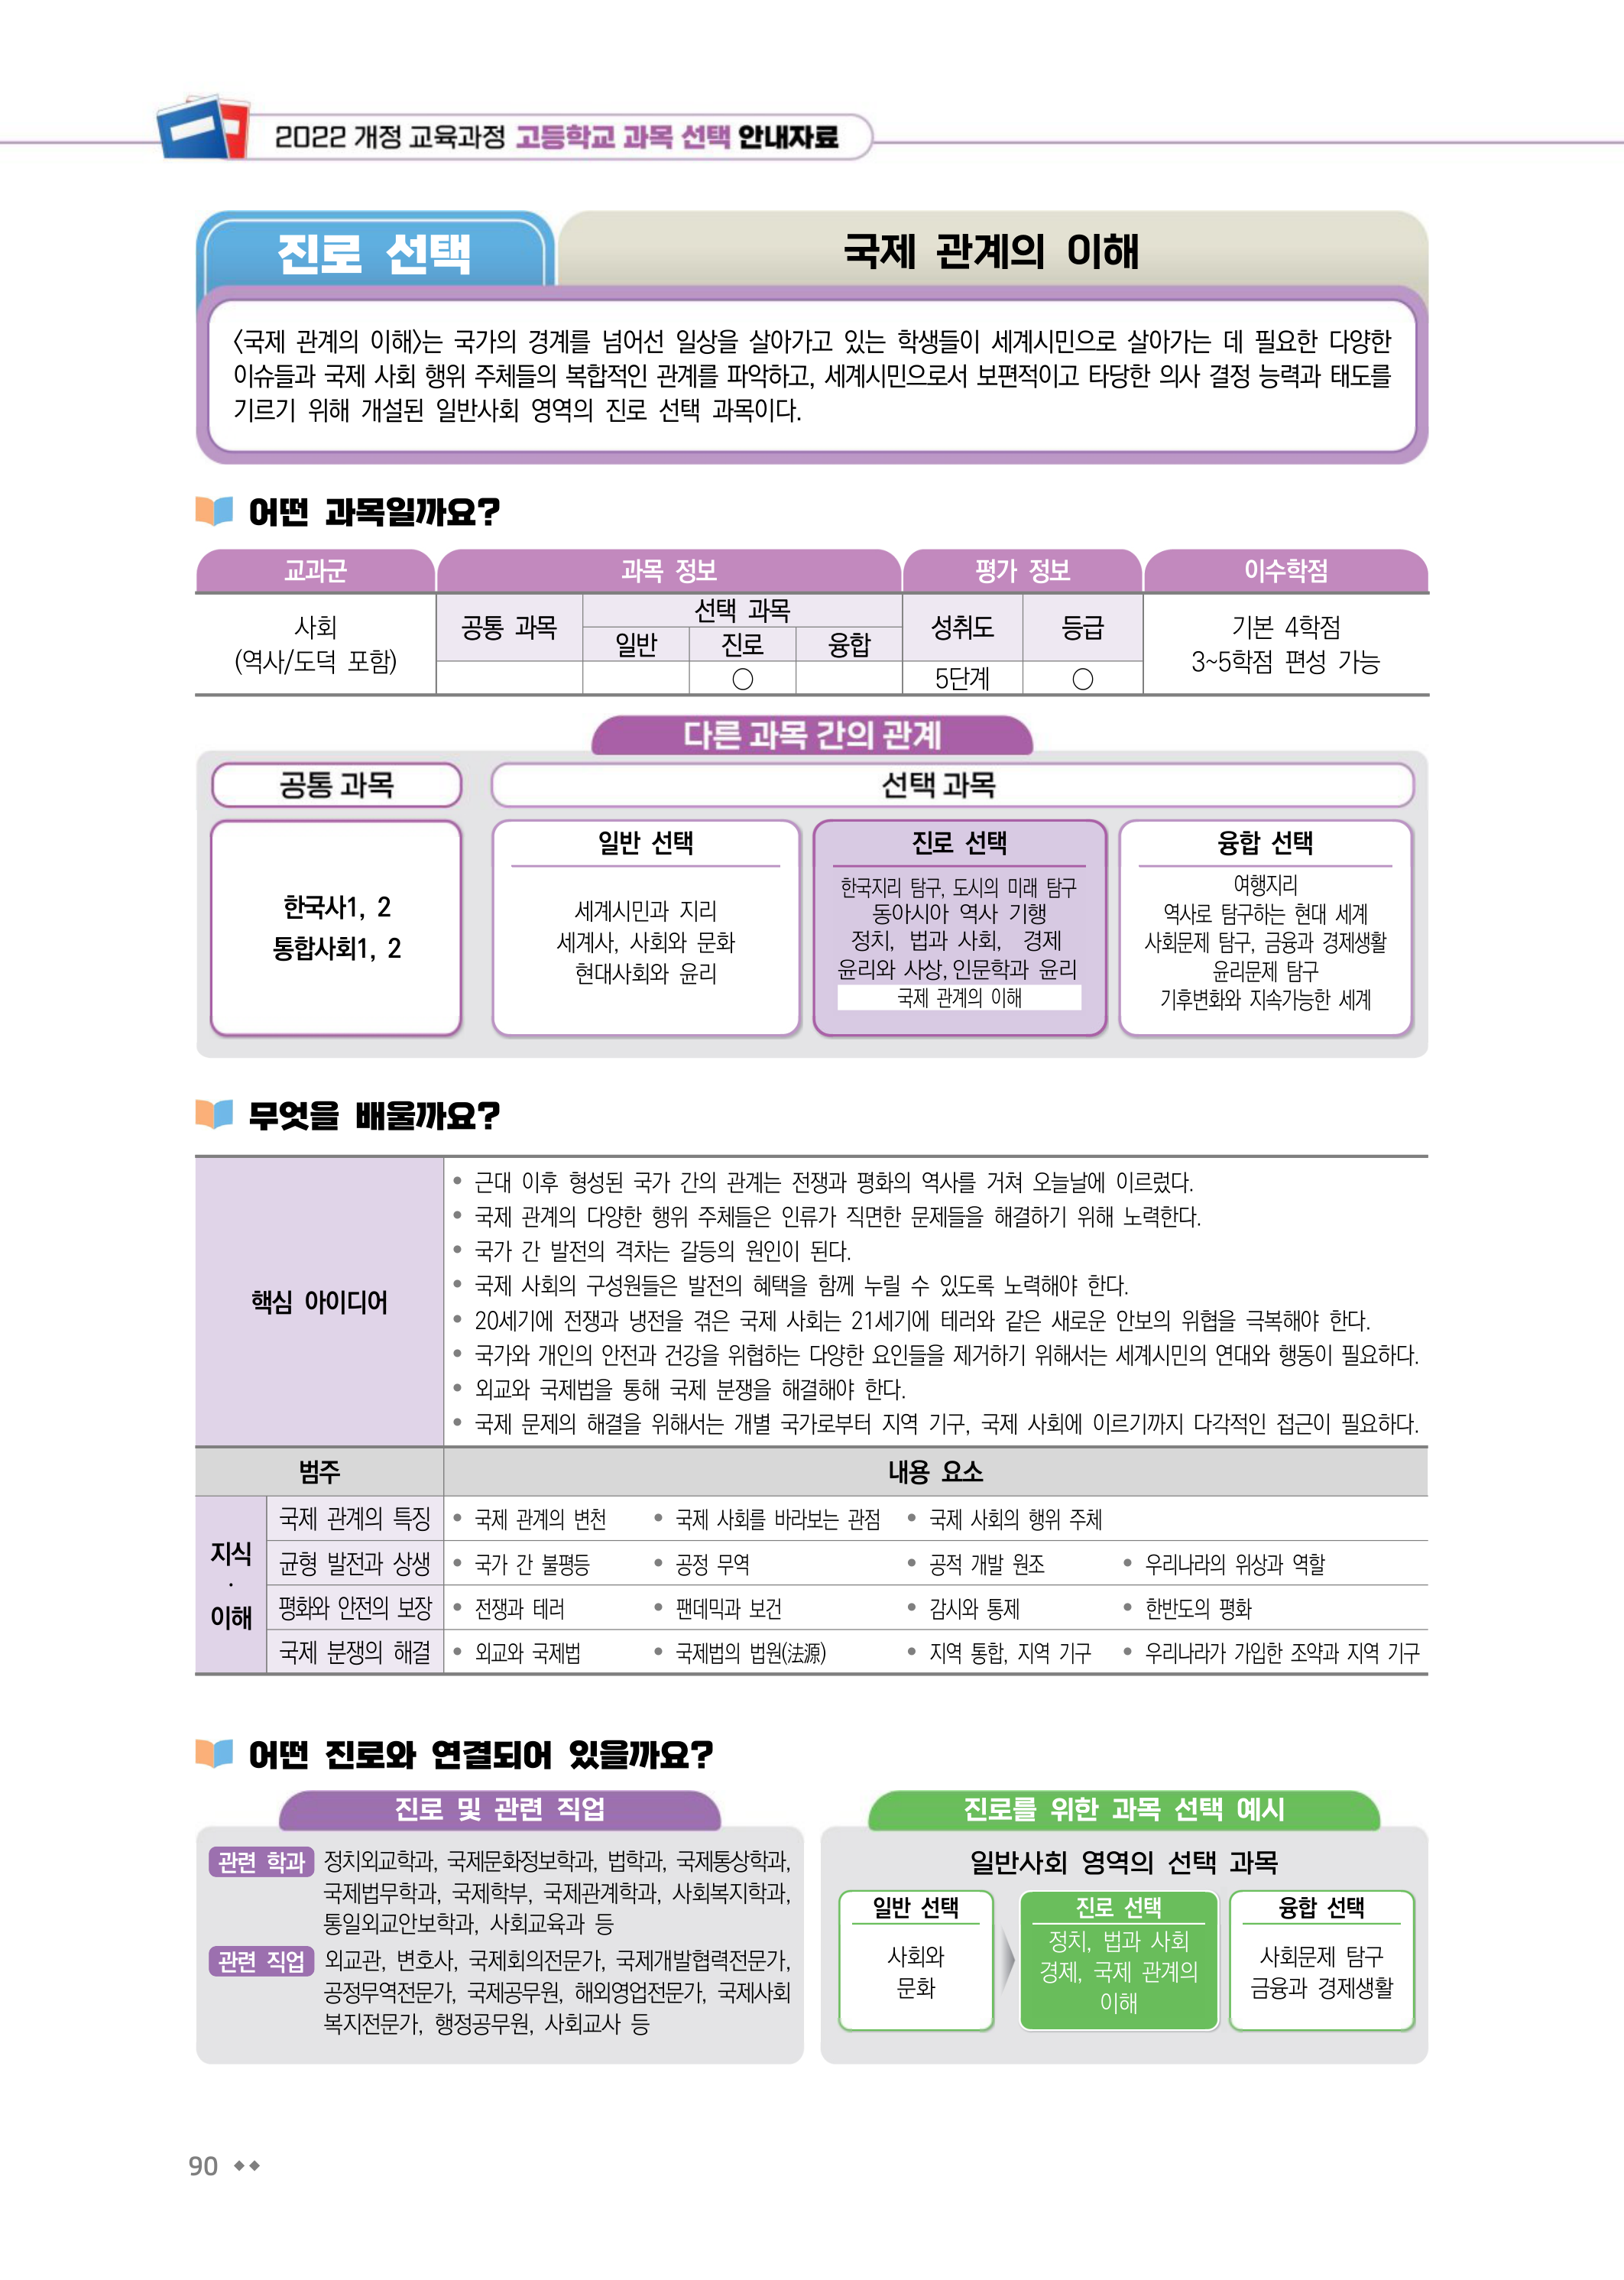 2022 개정 교육과정 고등학교 과목 선택 안내자료
진로 선택
국제 관계의 이해
<국제 관계의 이해>는 국가의 경계를 넘어선 일상을 살아가고 있는 학생들이 세계시민으로 살아가는 데 필요한 다양한
이슈들과 국제 사회 행위 주체들의 복합적인 관계를 파악하고, 세계시민으로서 보편적이고 타당한 의사 결정 능력과 태도를
기르기 위해 개설된 일반사회 영역의 진로 선택 과목이다.
어떤 과목일까요?
교과군 과목 정보 평가 정보 이수학점
사회
(역사/도덕 포함)
공통 과목
선택 과목
일반 진로 융합
○
성취도 등급
5단계 ○
기본 4학점
3~5학점 편성 가능
다른 과목 간의 관계
공통 과목
선택 과목
한국사1, 2
통합사회1, 2
일반 선택
세계시민과 지리
세계사, 사회와 문화
현대사회와 윤리
진로 선택
한국지리 탐구, 도시의 미래 탐구
동아시아 역사 기행
정치, 법과 사회, 경제
윤리와 사상, 인문학과 윤리
국제 관계의 이해
융합 선택
여행지리
역사로 탐구하는 현대 세계
사회문제 탐구, 금융과 경제생활
윤리문제 탐구
기후변화와 지속가능한 세계
무엇을 배울까요?
핵심 아이디어
• 근대 이후 형성된 국가 간의 관계는 전쟁과 평화의 역사를 거쳐 오늘날에 이르렀다.
• 국제 관계의 다양한 행위 주체들은 인류가 직면한 문제들을 해결하기 위해 노력한다.
• 국가 간 발전의 격차는 갈등의 원인이 된다.
• 국제 사회의 구성원들은 발전의 혜택을 함께 누릴 수 있도록 노력해야 한다.
• 20세기에 전쟁과 냉전을 겪은 국제 사회는 21세기에 테러와 같은 새로운 안보의 위협을 극복해야 한다.
• 국가와 개인의 안전과 건강을 위협하는 다양한 요인들을 제거하기 위해서는 세계시민의 연대와 행동이 필요하다.
• 외교와 국제법을 통해 국제 분쟁을 해결해야 한다.
• 국제 문제의 해결을 위해서는 개별 국가로부터 지역 기구, 국제 사회에 이르기까지 다각적인 접근이 필요하다.
범주 내용 요소
지식
·
이해
국제 관계의 특징 • 국제 관계의 변천 • 국제 사회를 바라보는 관점 • 국제 사회의 행위 주체
균형 발전과 상생 • 국가 간 불평등 • 공정 무역 • 공적 개발 원조 • 우리나라의 위상과 역할
평화와 안전의 보장 • 전쟁과 테러 • 팬데믹과 보건 • 감시와 통제 • 한반도의 평화
국제 분쟁의 해결 • 외교와 국제법 • 국제법의 법원(法源) • 지역 통합, 지역 기구 • 우리나라가 가입한 조약과 지역 기구
어떤 진로와 연결되어 있을까요?
진로 및 관련 직업
관련 학과 정치외교학과, 국제문화정보학과, 법학과, 국제통상학과,
국제법무학과, 국제학부, 국제관계학과, 사회복지학과,
통일외교안보학과, 사회교육과 등
관련 직업 외교관, 변호사, 국제회의전문가, 국제개발협력전문가,
공정무역전문가, 국제공무원, 해외영업전문가, 국제사회
복지전문가, 행정공무원, 사회교사 등
진로를 위한 과목 선택 예시
일반사회 영역의 선택 과목
일반 선택
사회와
문화
진로 선택
정치, 법과 사회
경제, 국제 관계의
이해
융합 선택
사회문제 탐구
금융과 경제생활
90